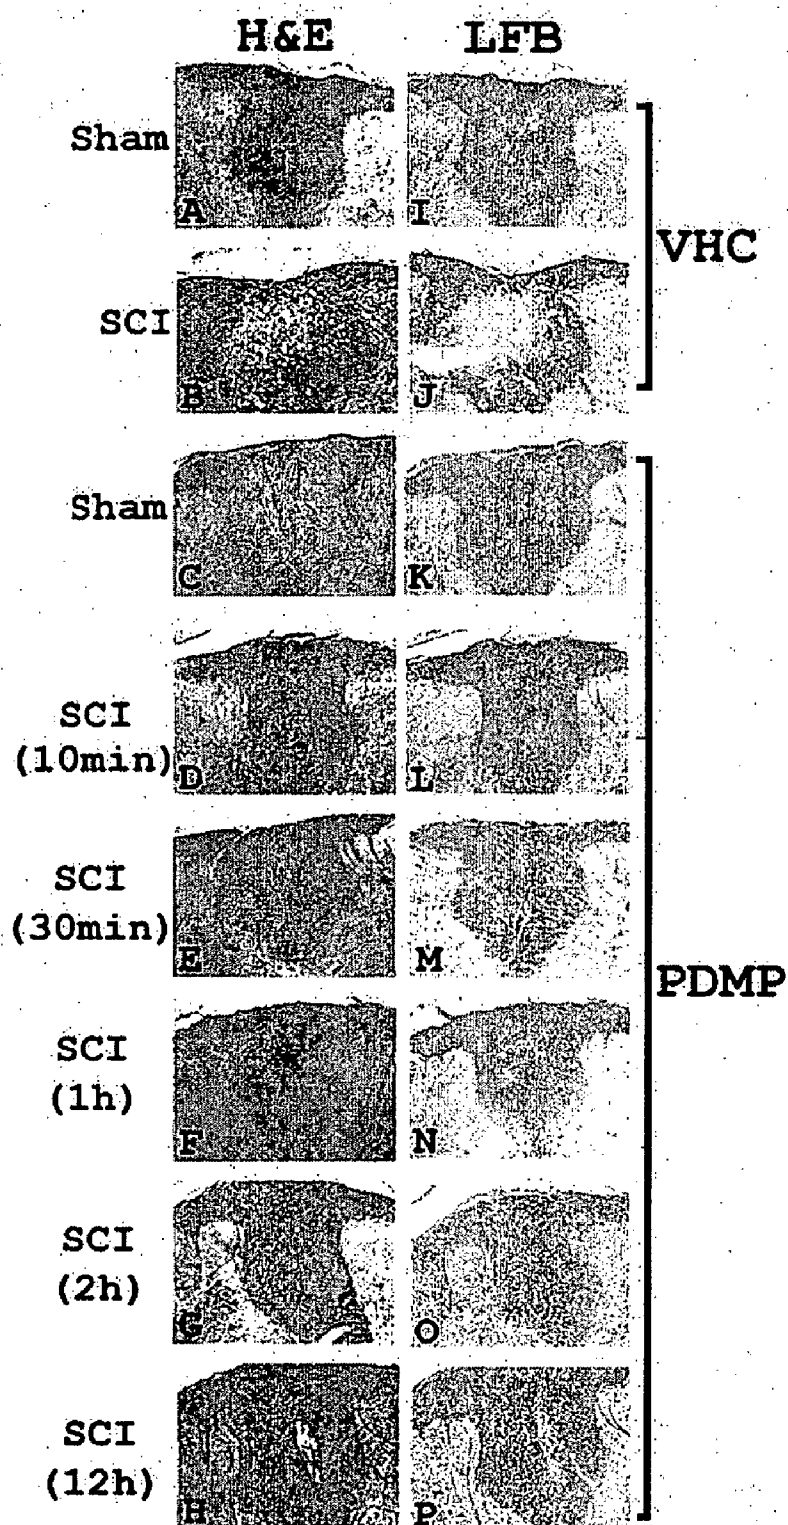 H&E LFB
Sham A I
VHC
SCI B J
Sham C K
SCI
(10min) D L
SCI
(30min) E M
PDMP
SCI
(1h) F N
SCI
(2h) G O
SCI
(12h) H P